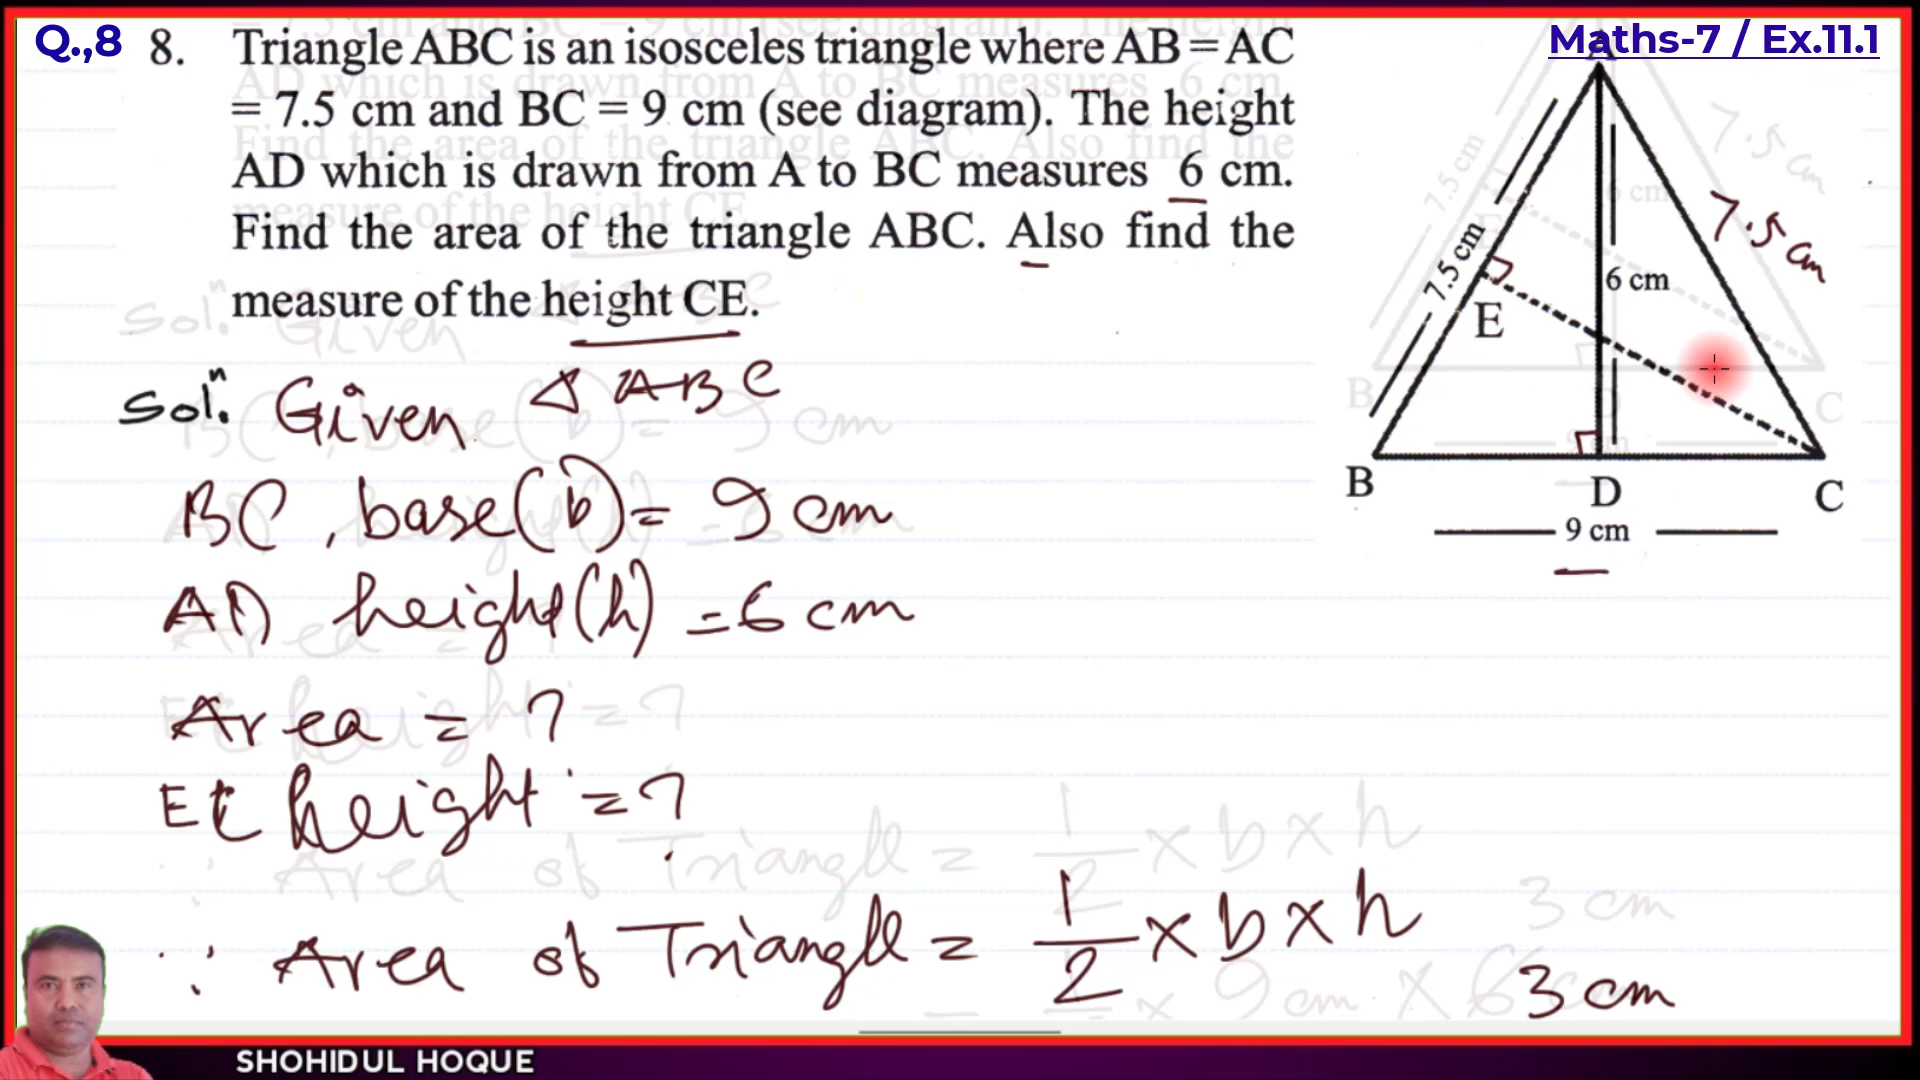 Q.,8
Maths-7 / Ex.11.1
8. Triangle ABC is an isosceles triangle where AB = AC
= 7.5 cm and BC = 9 cm (see diagram). The height
AD which is drawn from A to BC measures 6 cm.
Find the area of the triangle ABC. Also find the
measure of the height CE.
A
7.5 cm
7.5 cm
6 cm
E
B
D
C
9 cm
Solⁿ. Given Δ ABC
BC, base(b) = 9 cm
AD height(h) = 6 cm
Area = ?
EC height = ?
∵ Area of Triangle = 1/2 × b × h
3 cm
SHOHIDUL HOQUE